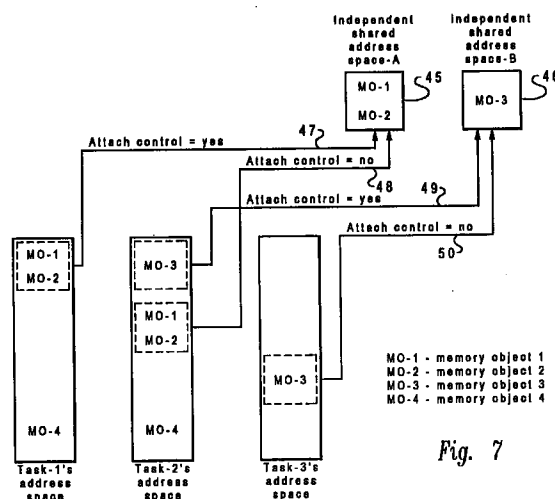 Independent
shared
address
space-A
Independent
shared
address
space-B
45
46
MO-1
MO-2
MO-3
47
Attach control = yes
Attach control = no
48
49
Attach control = yes
Attach control = no
50
MO-1
MO-2
MO-4
MO-3
MO-1
MO-2
MO-4
MO-3
MO-1 - memory object 1
MO-2 - memory object 2
MO-3 - memory object 3
MO-4 - memory object 4
Fig. 7
Task-1's
address
space
Task-2's
address
space
Task-3's
address
space